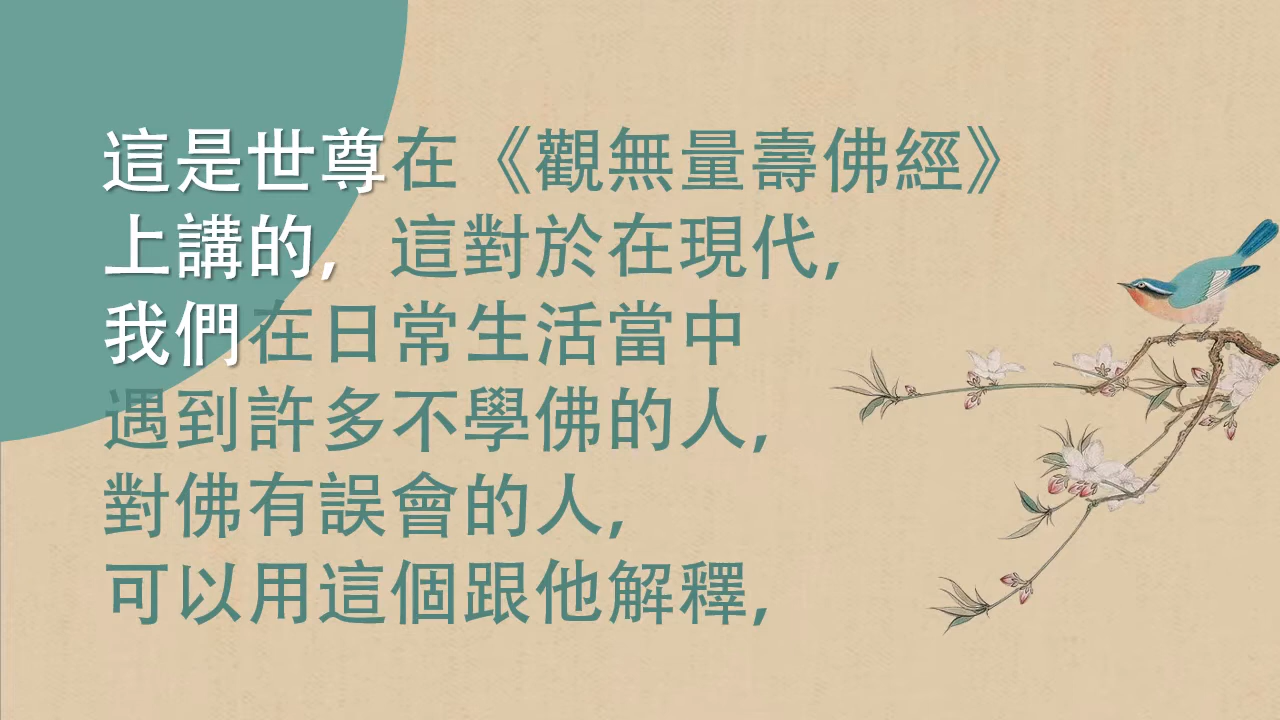 這是世尊在《觀無量壽佛經》
上講的, 這對於在現代,
我們在日常生活當中
遇到許多不學佛的人,
對佛有誤會的人,
可以用這個跟他解釋,